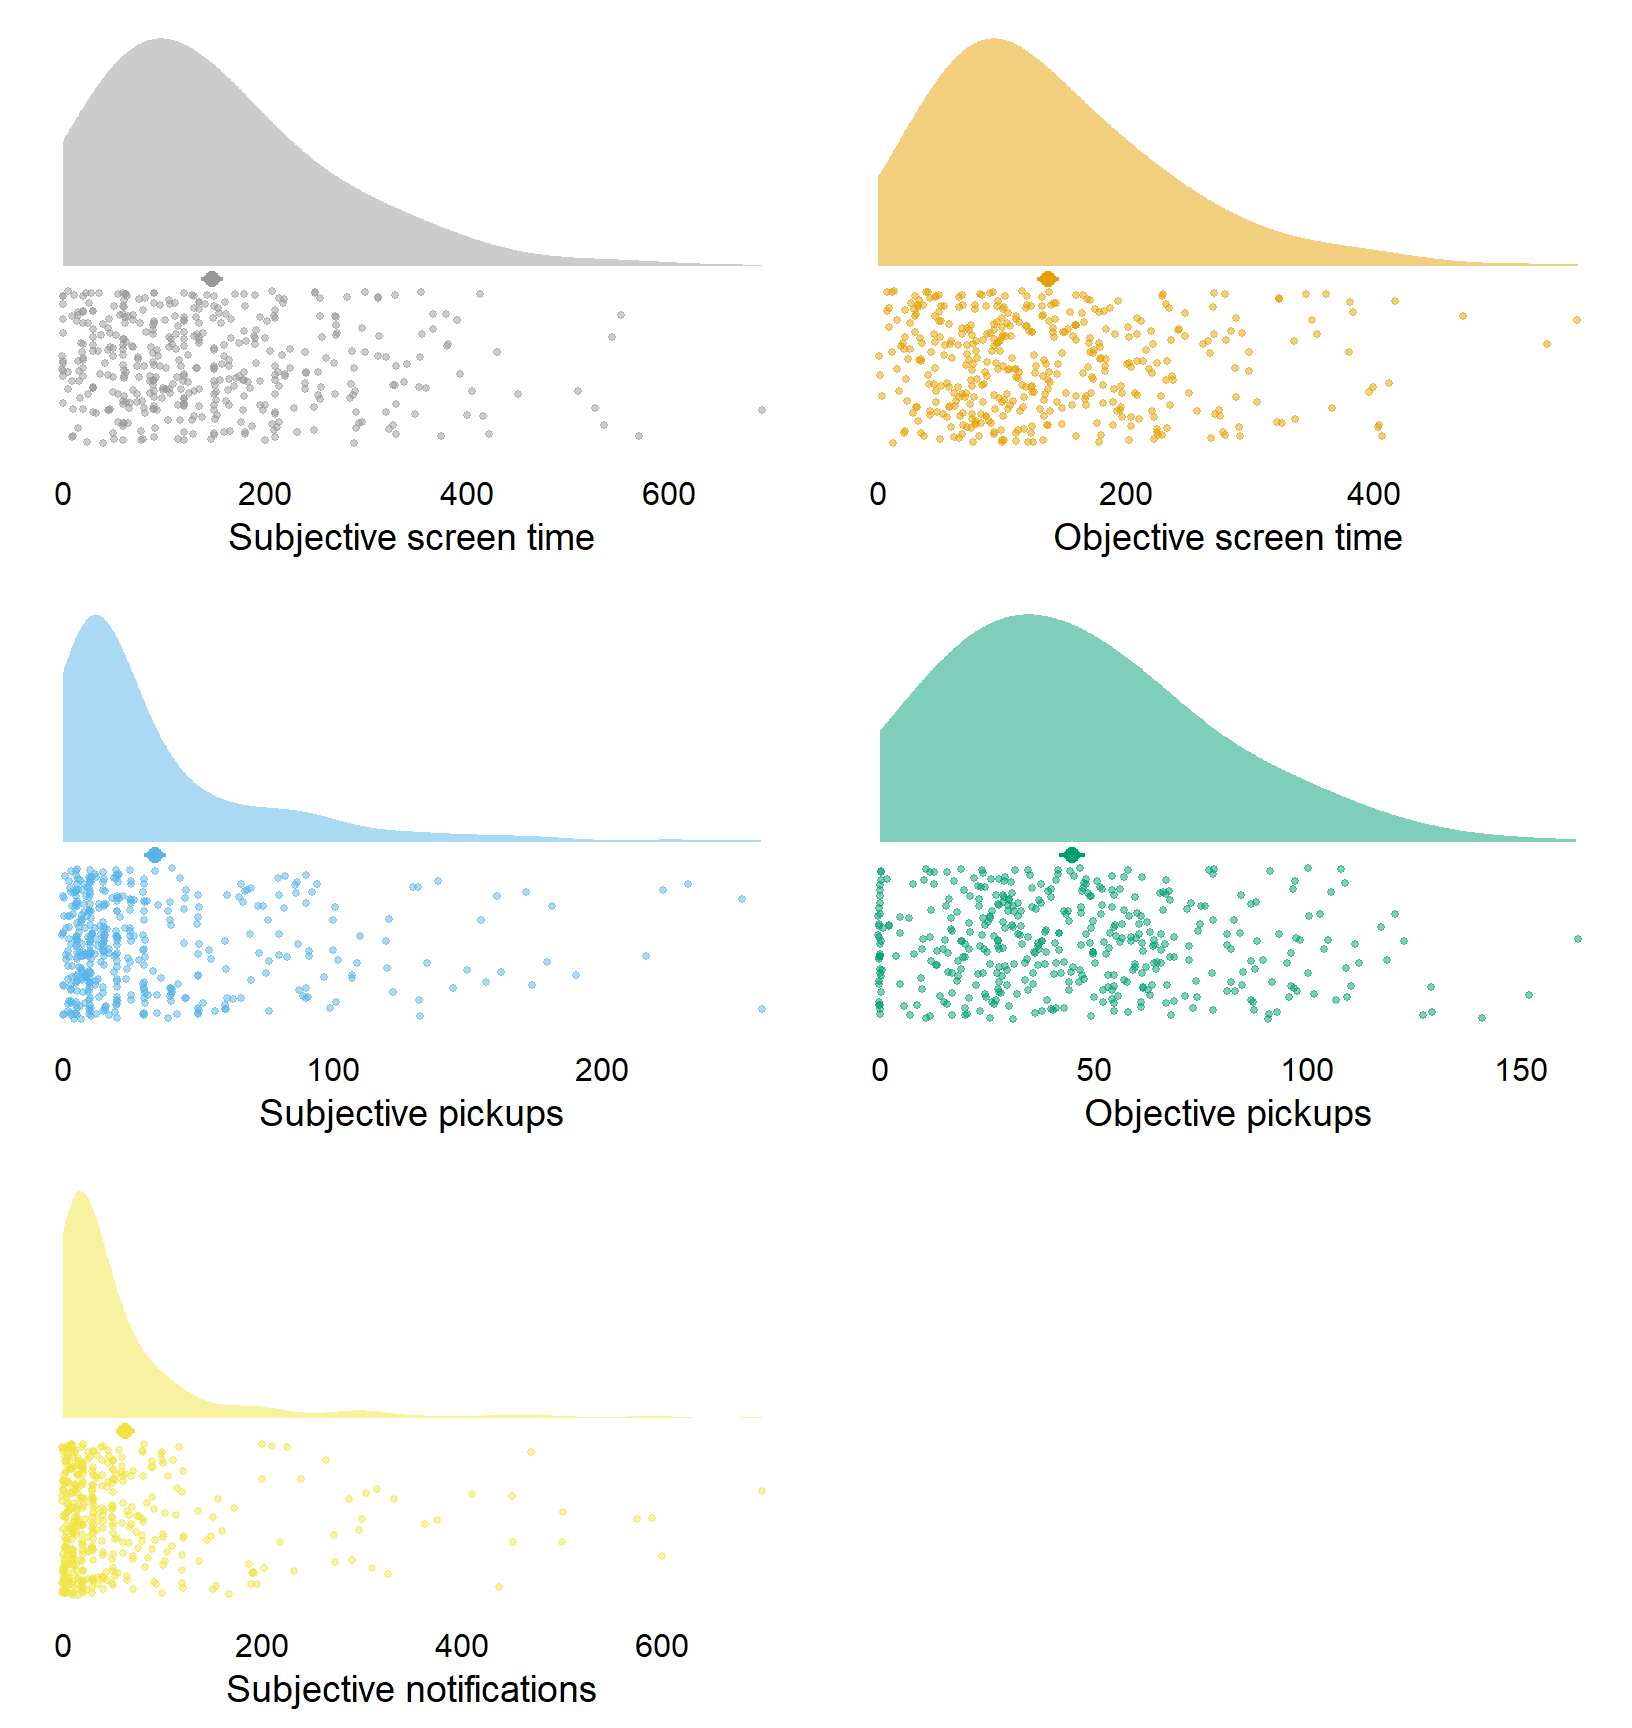 0 200 400 600
Subjective screen time
0 200 400
Objective screen time
0 100 200
Subjective pickups
0 50 100 150
Objective pickups
0 200 400 600
Subjective notifications